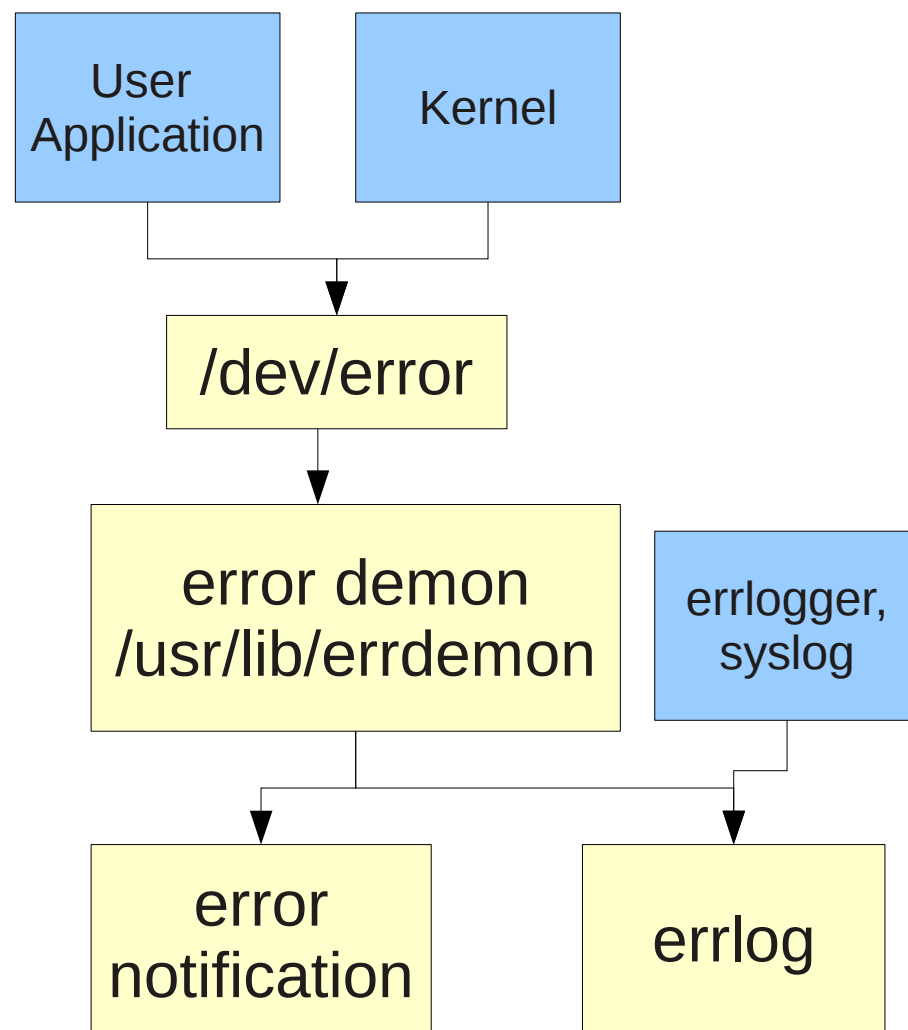 User
Application
Kernel
/dev/error
error demon
/usr/lib/errdemon
errlogger,
syslog
error
notification
errlog